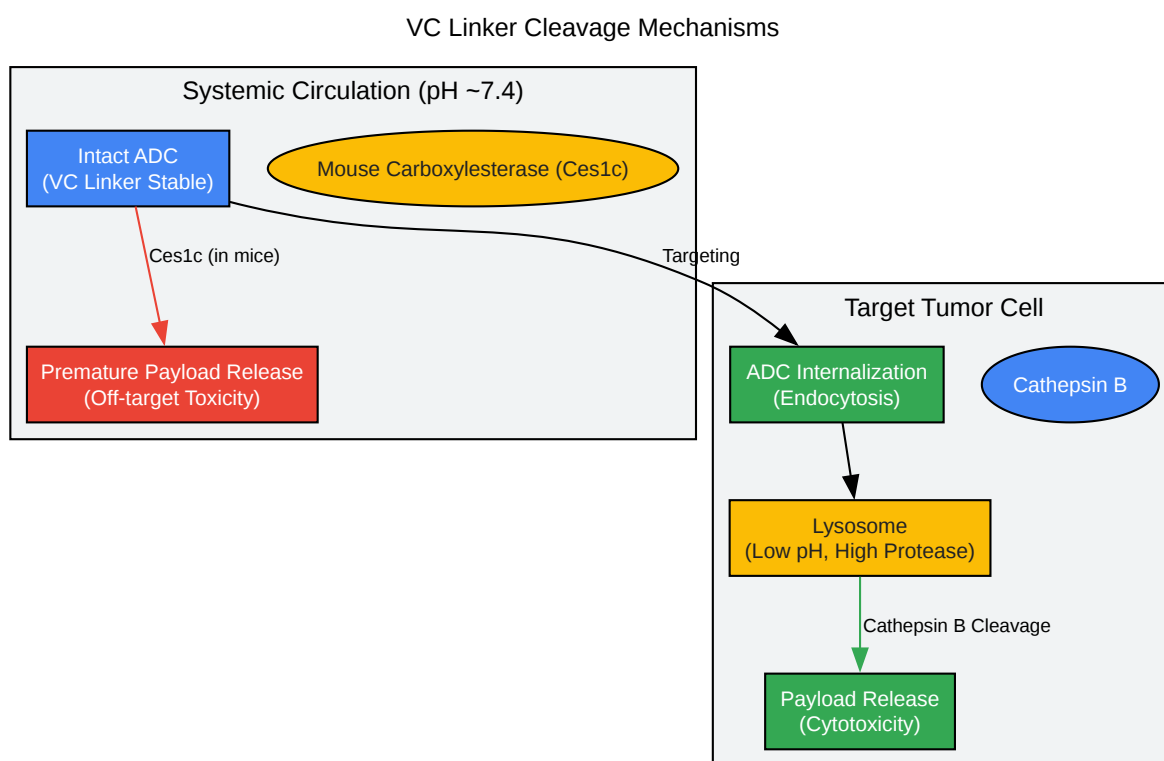 VC Linker Cleavage Mechanisms
Systemic Circulation (pH ~7.4)
Intact ADC
(VC Linker Stable)
Mouse Carboxylesterase (Ces1c)
Ces1c (in mice)
Targeting
Premature Payload Release
(Off-target Toxicity)
Target Tumor Cell
ADC Internalization
(Endocytosis)
Cathepsin B
Lysosome
(Low pH, High Protease)
Cathepsin B Cleavage
Payload Release
(Cytotoxicity)